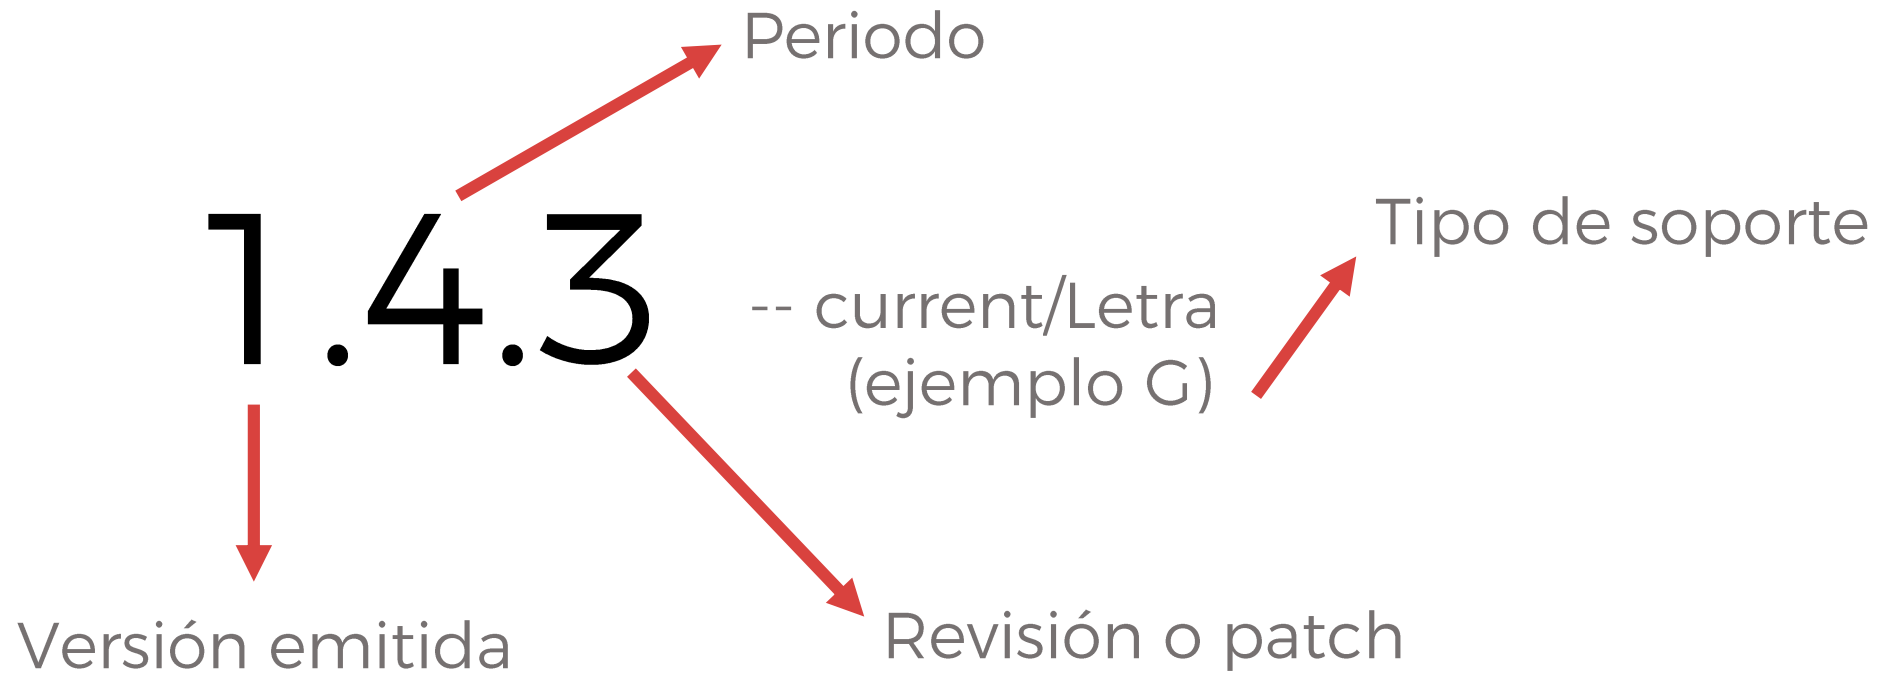 Periodo
1.4.3
Tipo de soporte
-- current/Letra
(ejemplo G)
Versión emitida
Revisión o patch